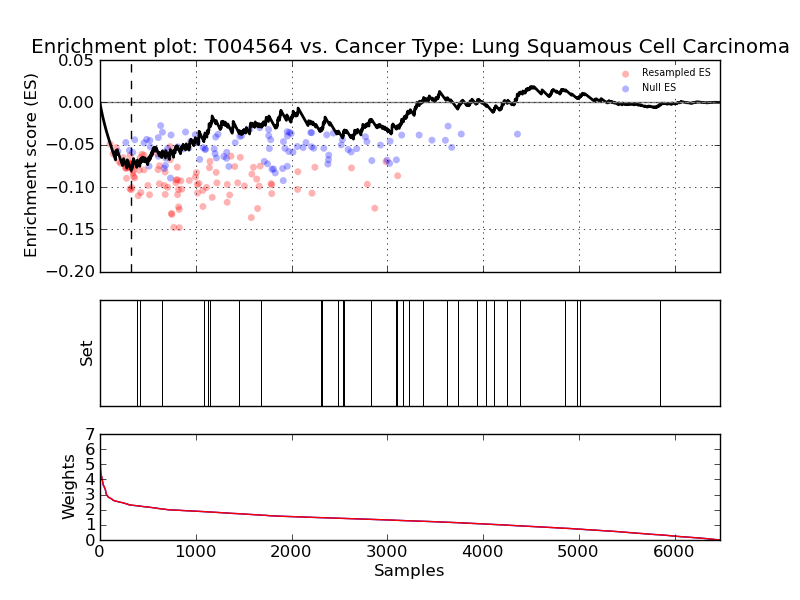 Enrichment plot: T004564 vs. Cancer Type: Lung Squamous Cell Carcinoma
Enrichment score (ES)
0.05
0.00
−0.05
−0.10
−0.15
−0.20
Resampled ES
Null ES
Set
Weights
7
6
5
4
3
2
1
0
0 1000 2000 3000 4000 5000 6000
Samples